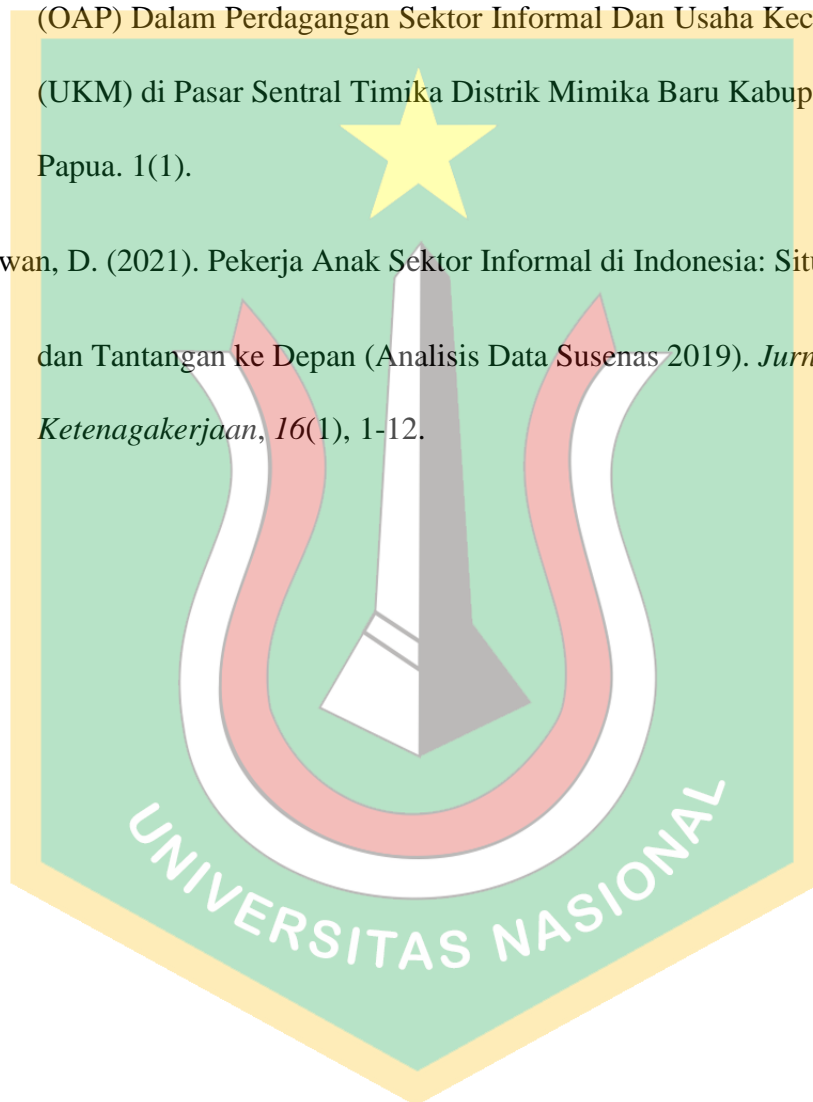 (OAP) Dalam Perdagangan Sektor Informal Dan Usaha Kec
(UKM) di Pasar Sentral Timika Distrik Mimika Baru Kabup
Papua. 1(1).
wan, D. (2021). Pekerja Anak Sektor Informal di Indonesia: Situ
dan Tantangan ke Depan (Analisis Data Susenas 2019). Jurn
Ketenagakerjaan, 16(1), 1-12.
UNIVERSITAS NASIONAL